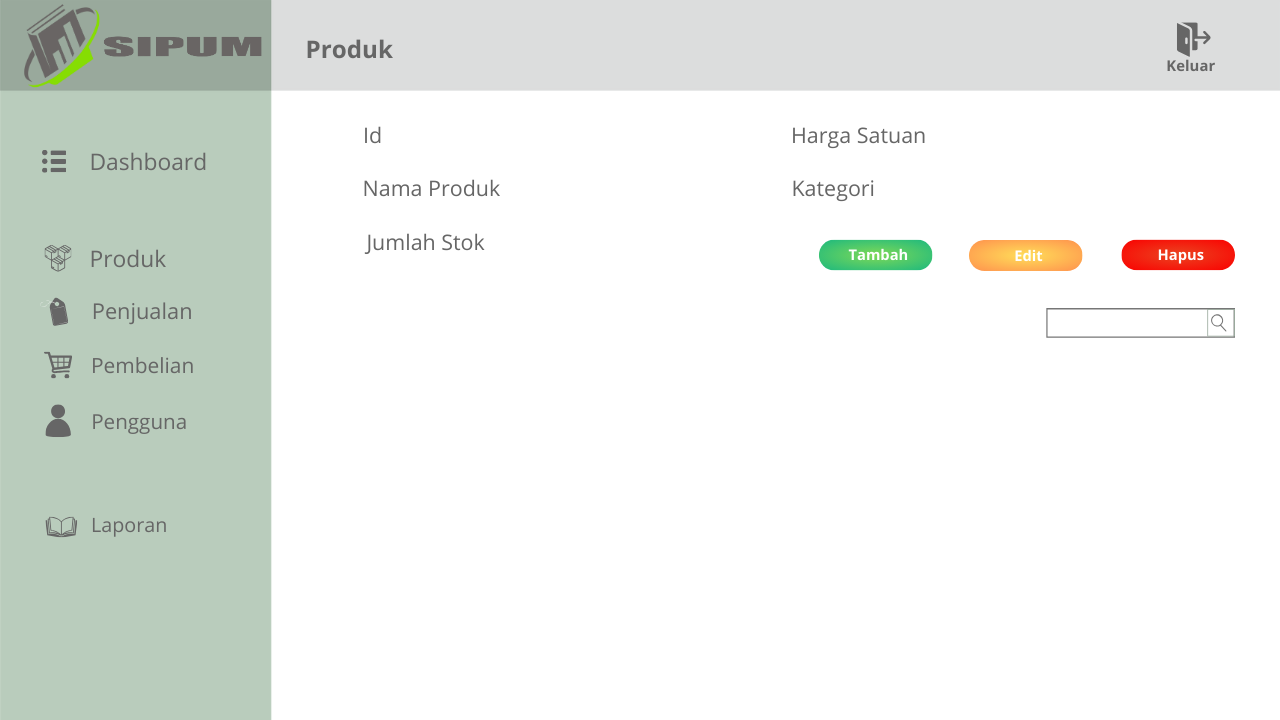 SIPUM
Produk
Keluar
Dashboard
Produk
Penjualan
Pembelian
Pengguna
Laporan
Id
Nama Produk
Jumlah Stok
Harga Satuan
Kategori
Tambah
Edit
Hapus